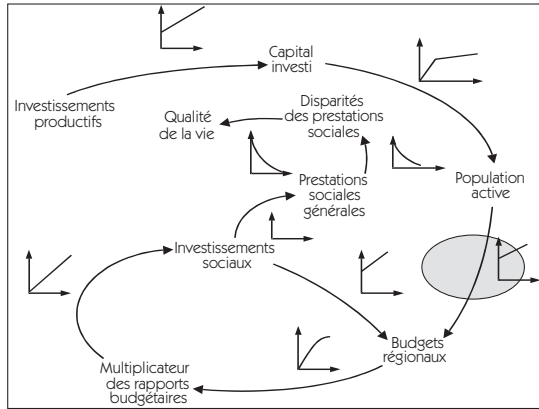 Capital
investi
Investissements
productifs
Disparités
des prestations
sociales
Qualité
de la vie
Prestations
sociales
générales
Population
active
Investissements
sociaux
Budgets
régionaux
Multiplicateur
des rapports
budgétaires